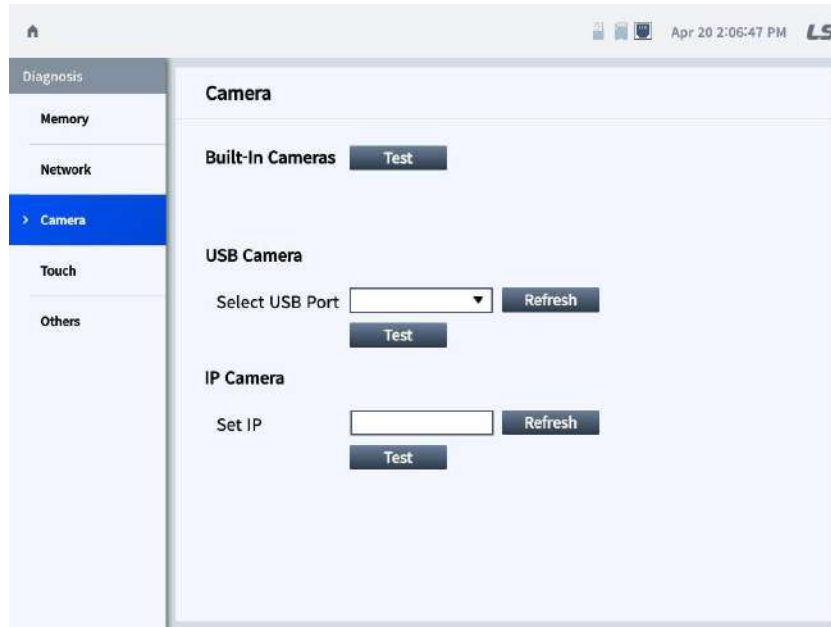 Apr 20 2:06:47 PM LS
Diagnosis
Memory
Network
> Camera
Touch
Others
Camera
Built-In Cameras Test
USB Camera
Select USB Port ▼ Refresh
Test
IP Camera
Set IP Refresh
Test